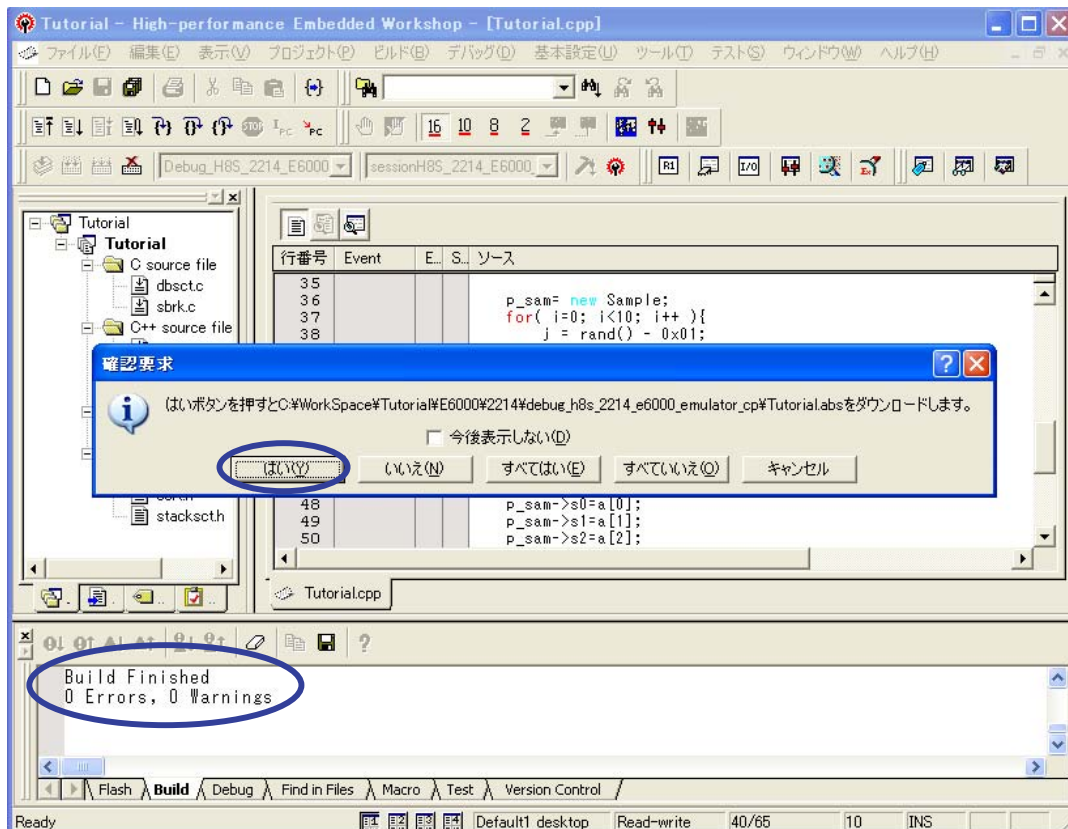 Tutorial - High-performance Embedded Workshop - [Tutorial.cpp]
ファイル(F) 編集(E) 表示(V) プロジェクト(P) ビルド(B) デバッグ(D) 基本設定(U) ツール(T) テスト(S) ウィンドウ(W) ヘルプ(H)
16 10 8 2
Debug_H8S_2214_E6000 sessionH8S_2214_E6000_
Tutorial
Tutorial
C source file
dbsct.c
sbrk.c
C++ source file
stacksct.h
行番号 Event E... S... ソース
35
36 p_sam= new Sample;
37 for( i=0; i<10; i++ ){
38 j = rand() - 0x01;
確認要求
はいボタンを押すとC:¥WorkSpace¥Tutorial¥E6000¥2214¥debug_h8s_2214_e6000_emulator_cp¥Tutorial.absをダウンロードします。
今後表示しない(D)
はい(Y) いいえ(N) すべてはい(E) すべていいえ(O) キャンセル
48 p_sam->s0=a[0];
49 p_sam->s1=a[1];
50 p_sam->s2=a[2];
Tutorial.cpp
Build Finished
0 Errors, 0 Warnings
Flash Build Debug Find in Files Macro Test Version Control
Ready Default1 desktop Read-write 40/65 10 INS